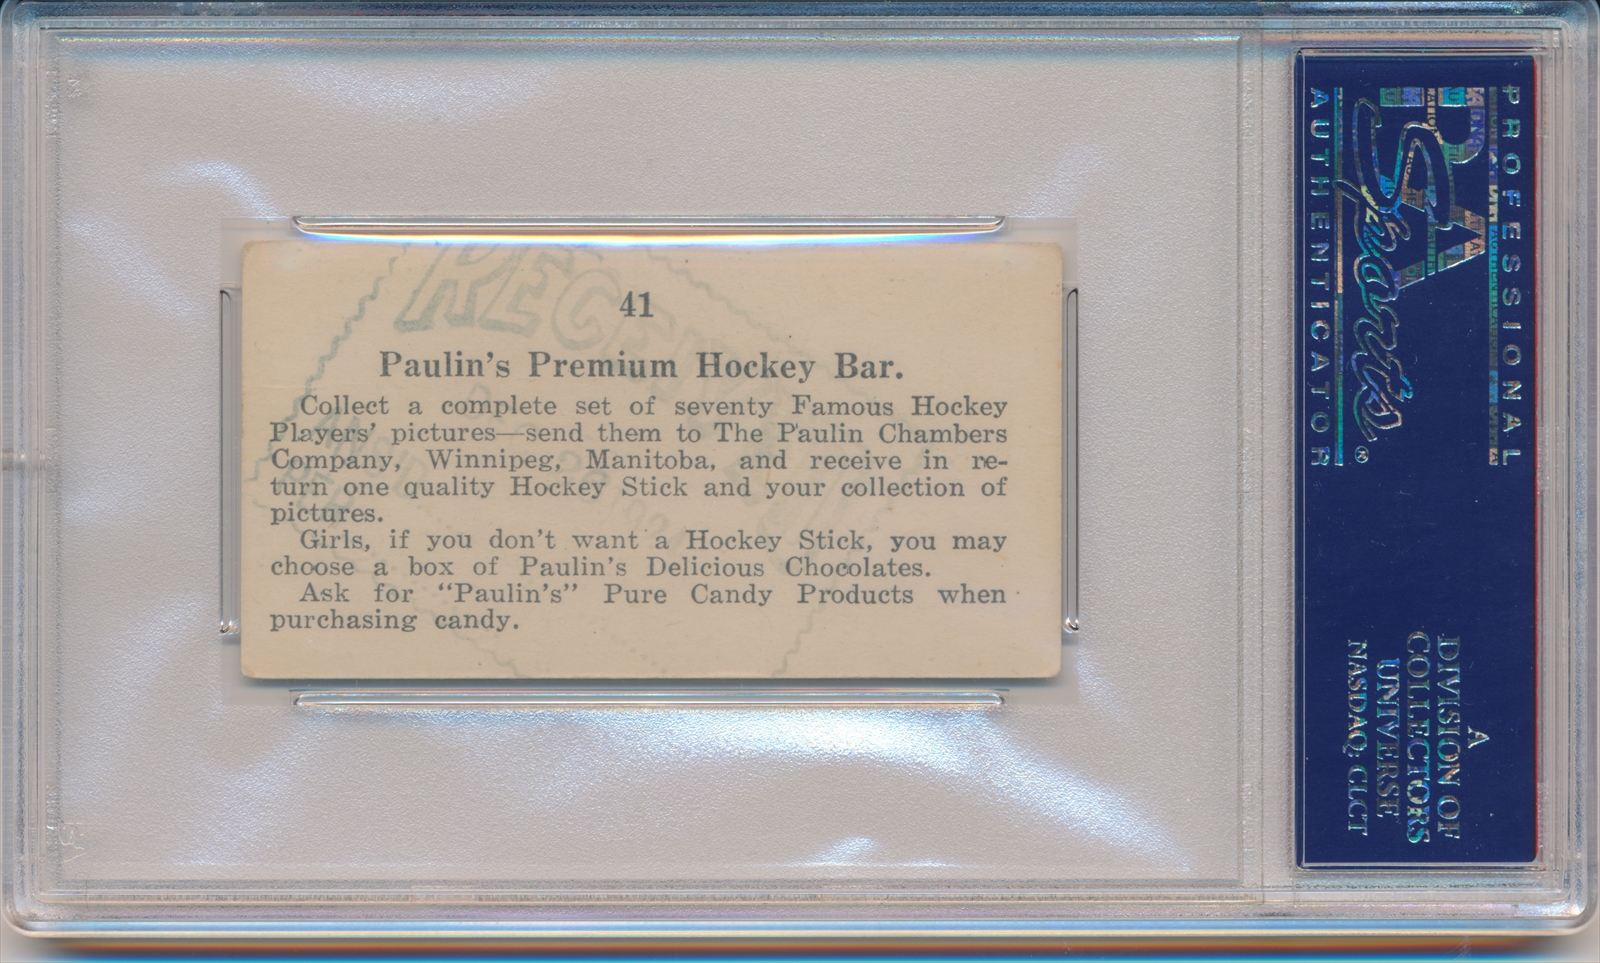 41
Paulin's Premium Hockey Bar.
Collect a complete set of seventy Famous Hockey
Players' pictures—send them to The Paulin Chambers
Company, Winnipeg, Manitoba, and receive in re-
turn one quality Hockey Stick and your collection of
pictures.
Girls, if you don't want a Hockey Stick, you may
choose a box of Paulin's Delicious Chocolates.
Ask for "Paulin's" Pure Candy Products when
purchasing candy.
PROFESSIONAL
PSA
Sports
®
AUTHENTICATOR
A
DIVISION OF
COLLECTORS
UNIVERSE
NASDAQ: CLCT